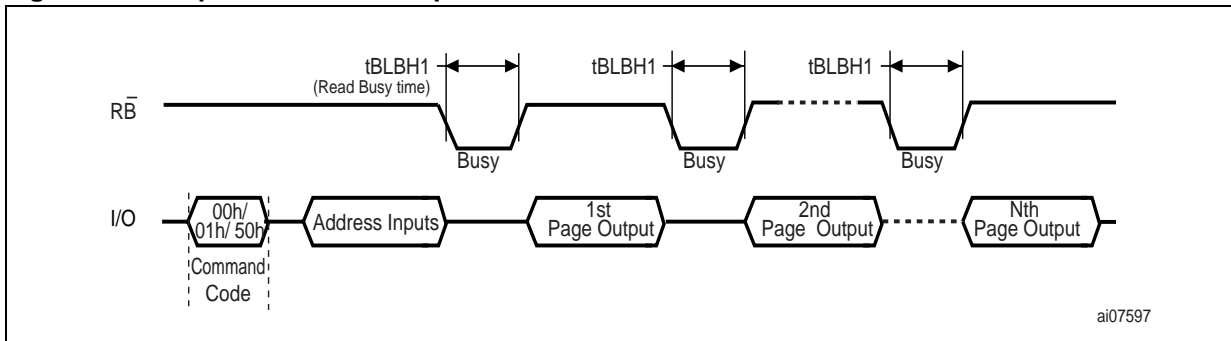 tBLBH1 tBLBH1 tBLBH1
(Read Busy time)
RB̅
Busy Busy Busy
I/O
00h/
01h/ 50h
Address Inputs
1st
Page Output
2nd
Page Output
Nth
Page Output
Command
Code
ai07597